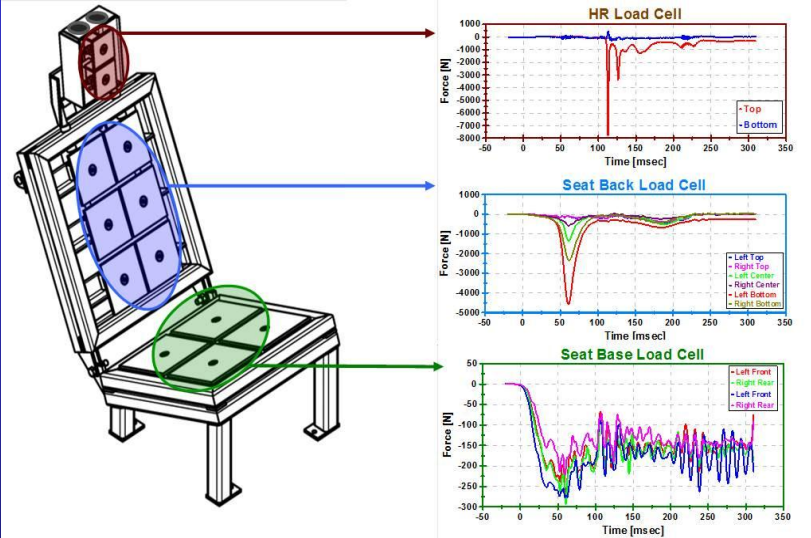 HR Load Cell
Force [N]
1000
0
-1000
-2000
-3000
-4000
-5000
-6000
-7000
-8000
Top
Bottom
-50 0 50 100 150 200 250 300 350
Time [msec]
Seat Back Load Cell
Force [N]
1000
0
-1000
-2000
-3000
-4000
-5000
Left Top
Right Top
Left Center
Right Center
Left Bottom
Right Bottom
-50 0 50 100 150 200 250 300 350
Time [msec]
Seat Base Load Cell
Force [N]
50
0
-50
-100
-150
-200
-250
-300
Left Front
Right Rear
Left Front
Right Rear
-50 0 50 100 150 200 250 300 350
Time [msec]